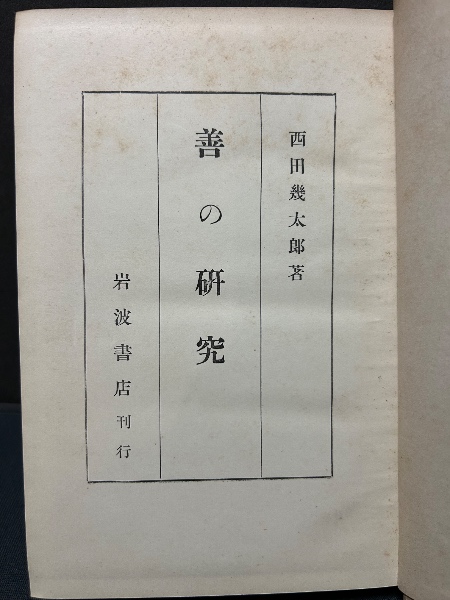 西田幾太郎著
善の研究
岩波書店刊行